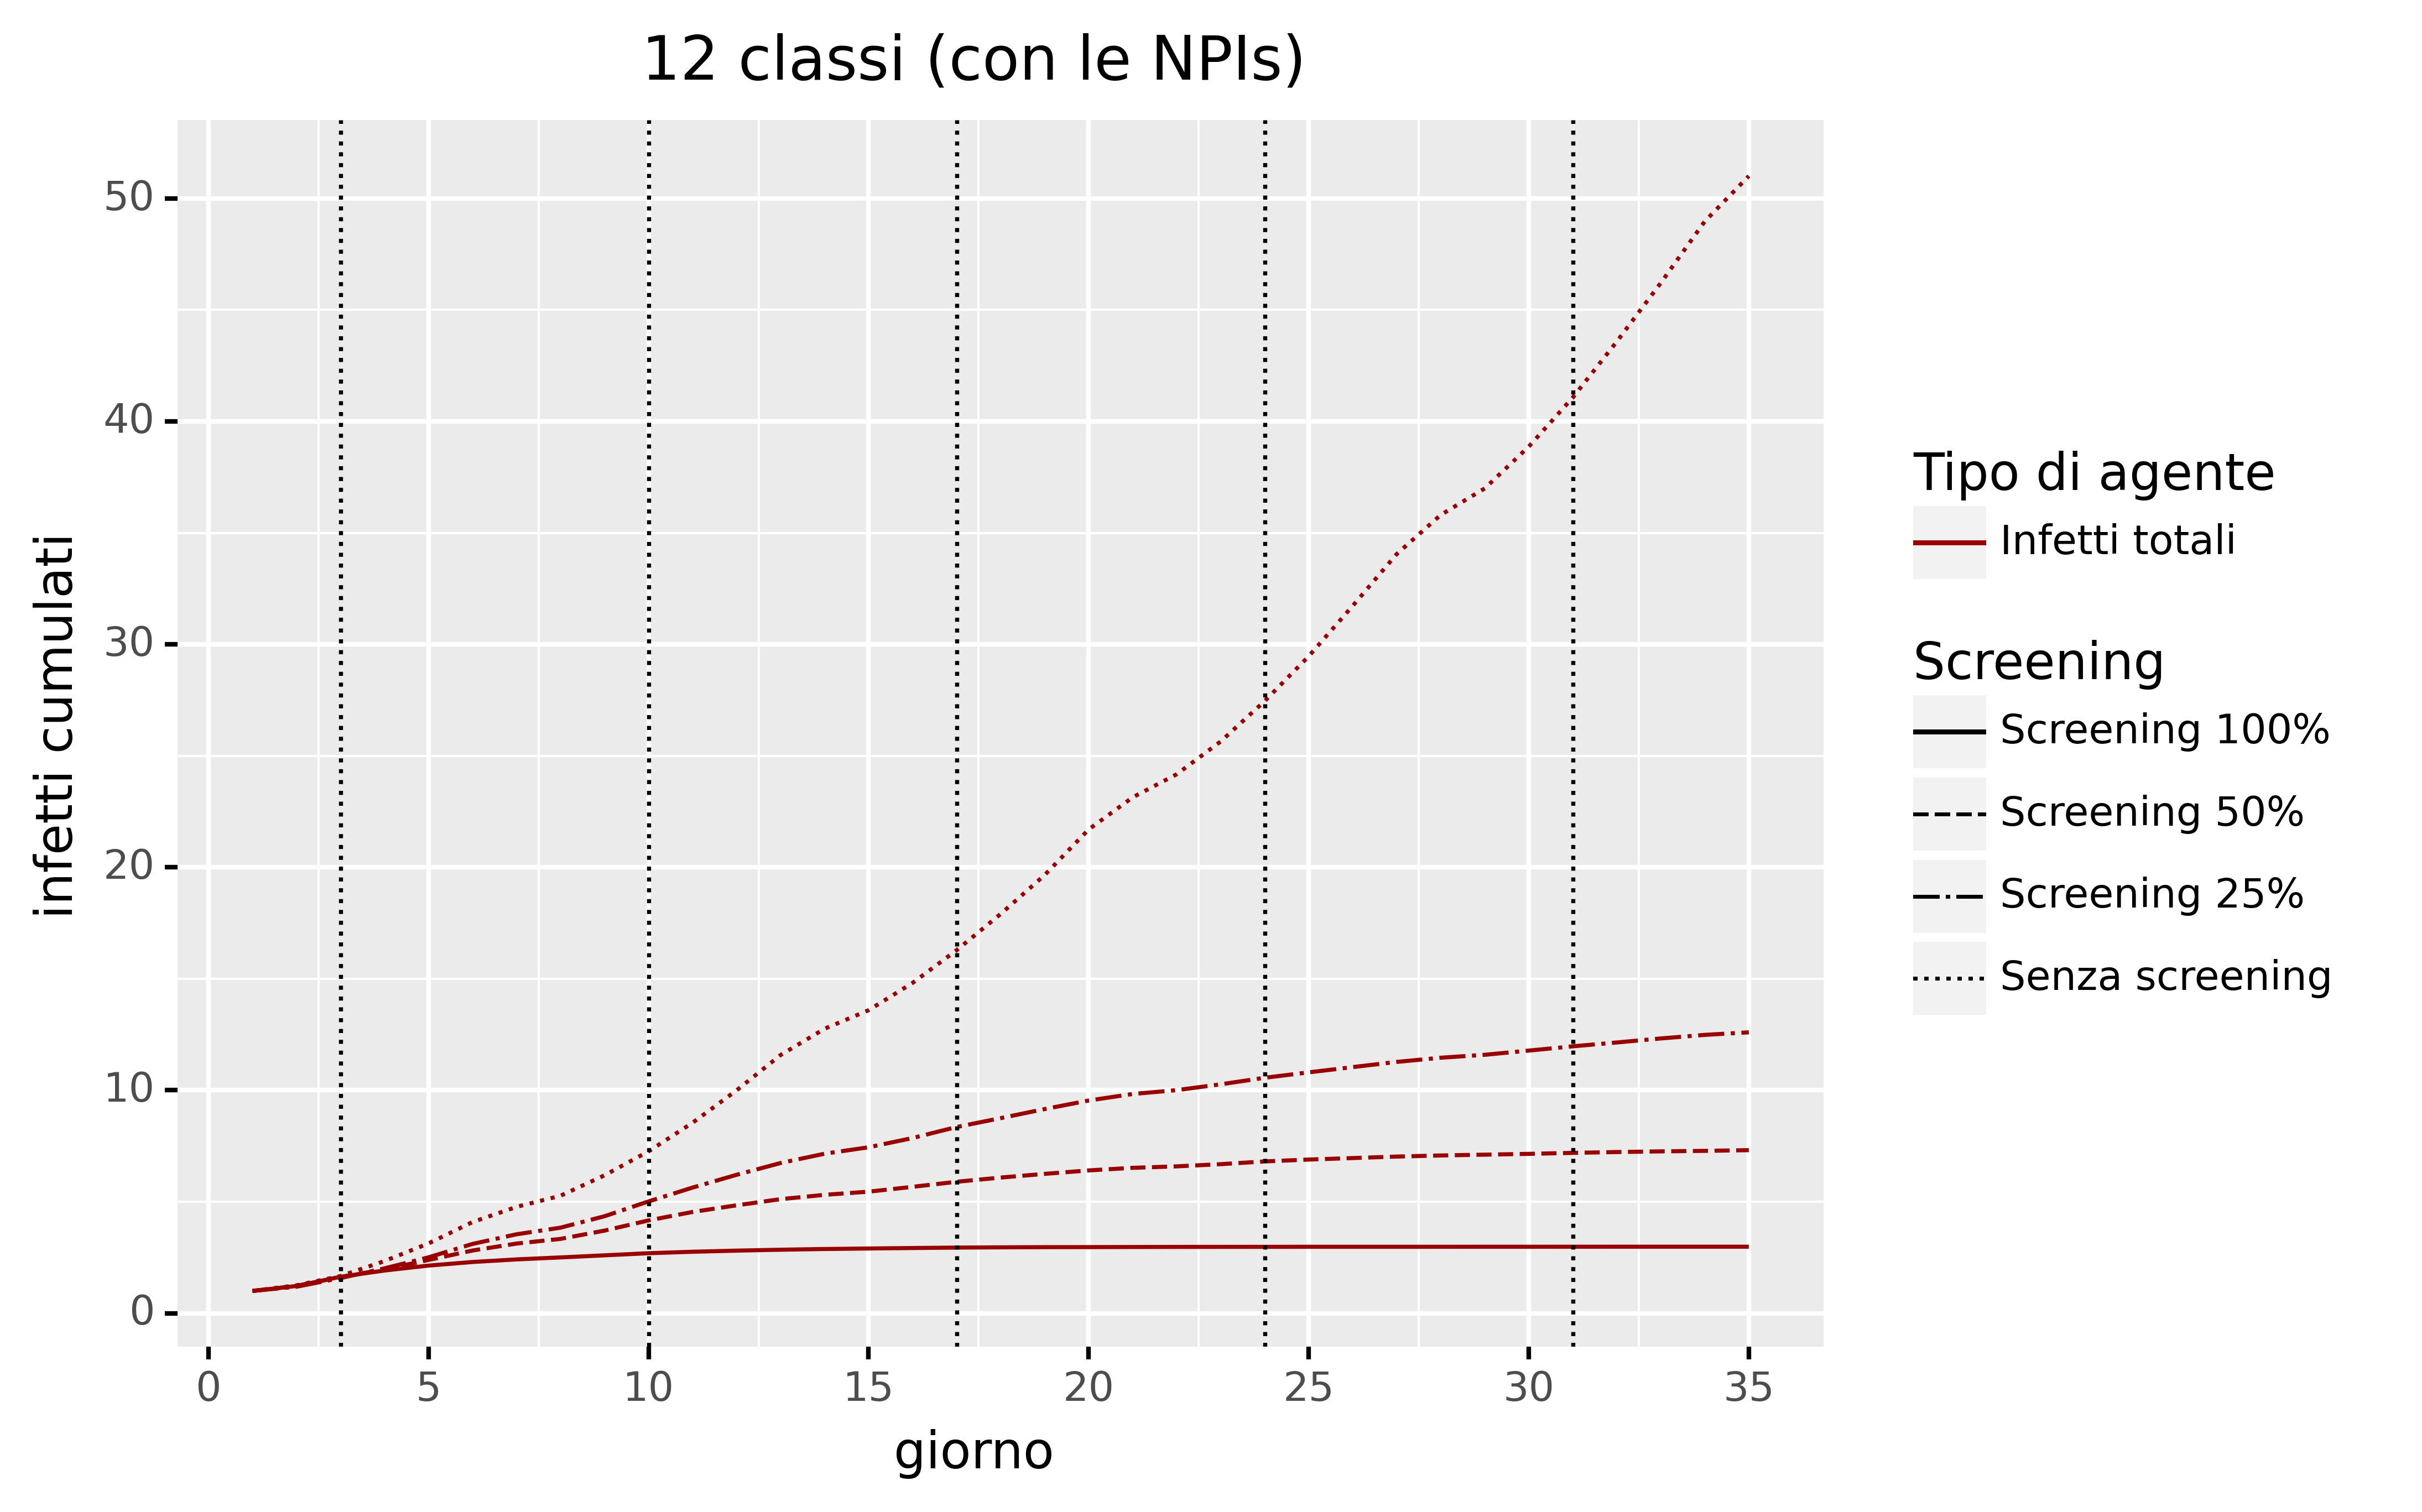 12 classi (con le NPIs)
infetti cumulati
50
40
30
20
10
0
0 5 10 15 20 25 30 35
giorno
Tipo di agente
Infetti totali
Screening
Screening 100%
Screening 50%
Screening 25%
Senza screening